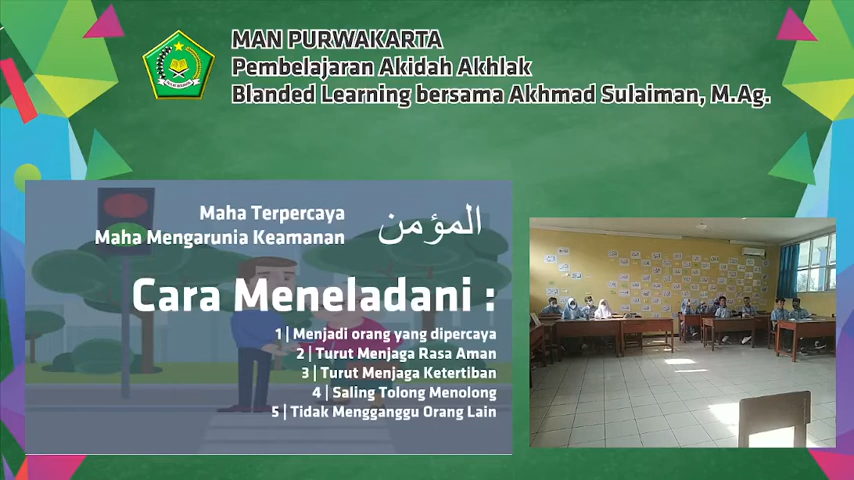 MAN PURWAKARTA
Pembelajaran Akidah Akhlak
Blanded Learning bersama Akhmad Sulaiman, M.Ag.
Maha Terpercaya
Maha Mengarunia Keamanan
المؤمن
Cara Meneladani :
1 | Menjadi orang yang dipercaya
2 | Turut Menjaga Rasa Aman
3 | Turut Menjaga Ketertiban
4 | Saling Tolong Menolong
5 | Tidak Mengganggu Orang Lain